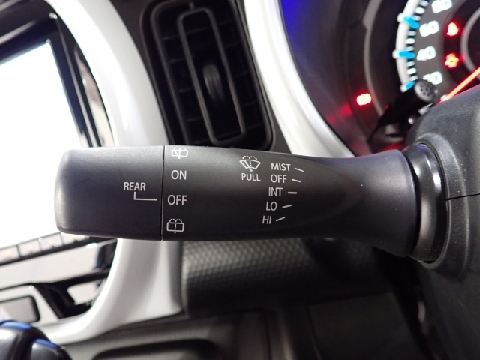 REAR
ON
OFF
PULL
MIST
OFF
INT
LO
HI